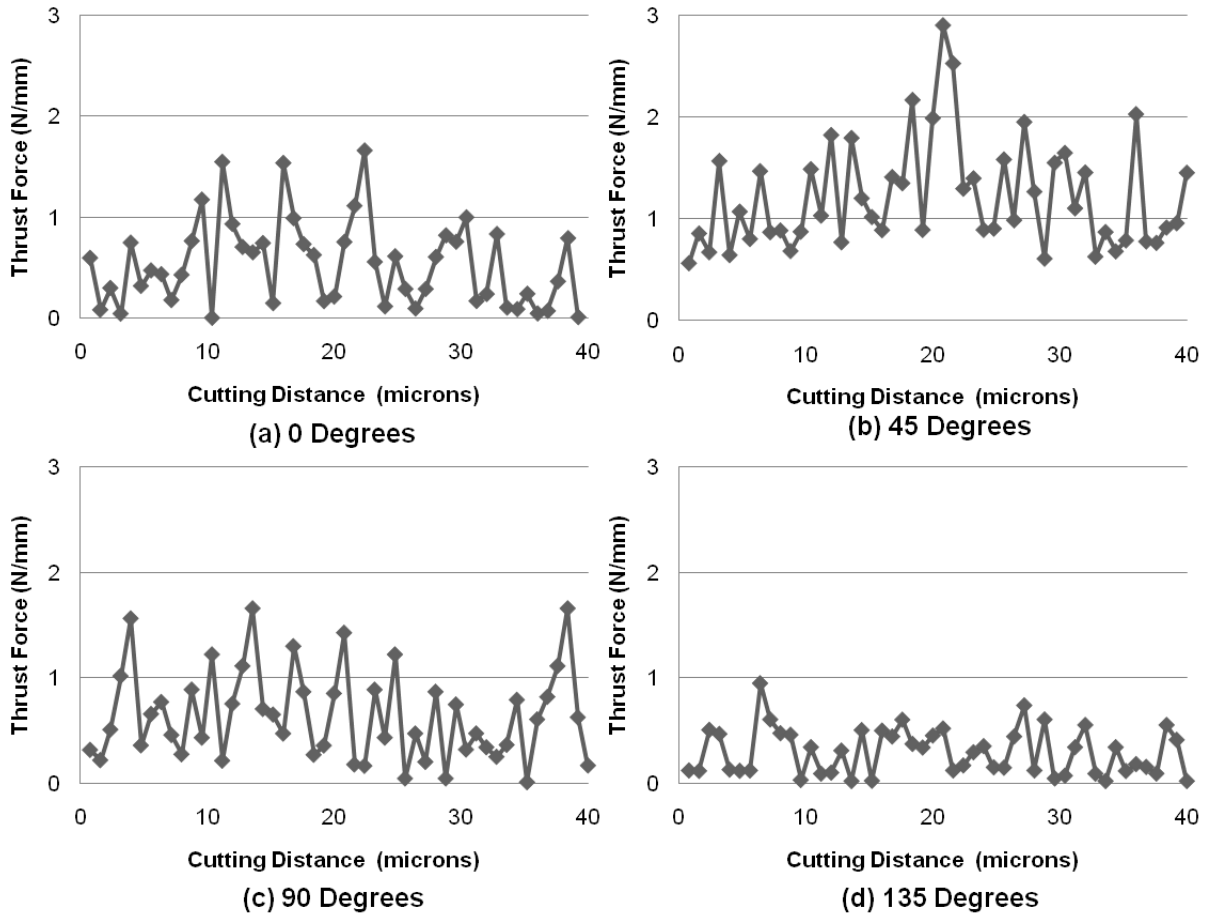 3
2
1
0
Thrust Force (N/mm)
0 10 20 30 40
Cutting Distance (microns)
(a) 0 Degrees
3
2
1
0
Thrust Force (N/mm)
0 10 20 30 40
Cutting Distance (microns)
(b) 45 Degrees
3
2
1
0
Thrust Force (N/mm)
0 10 20 30 40
Cutting Distance (microns)
(c) 90 Degrees
3
2
1
0
Thrust Force (N/mm)
0 10 20 30 40
Cutting Distance (microns)
(d) 135 Degrees